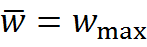 w̅ = w_max